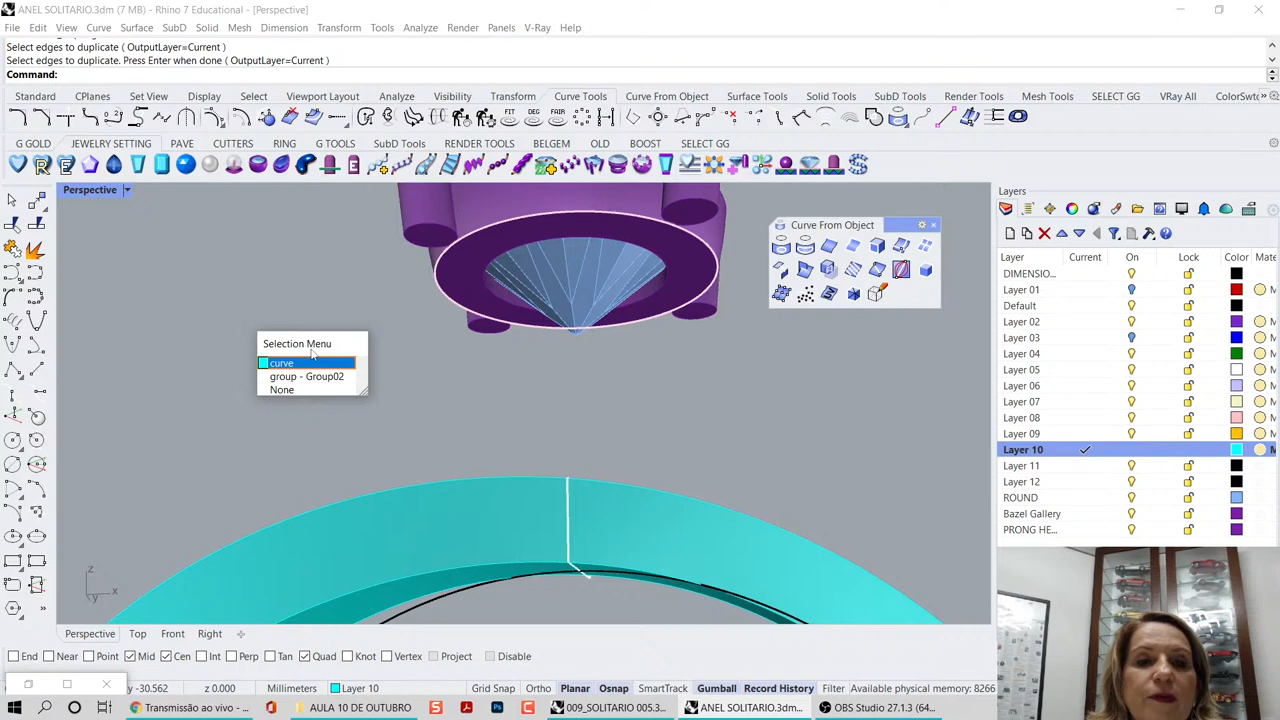 ANEL SOLITARIO.3dm (7 MB) - Rhino 7 Educational - [Perspective]
File Edit View Curve Surface SubD Solid Mesh Dimension Transform Tools Analyze Render Panels V-Ray Help
Select edges to duplicate ( OutputLayer=Current )
Select edges to duplicate. Press Enter when done ( OutputLayer=Current )
Command:
Standard CPlanes Set View Display Select Viewport Layout Analyze Visibility Transform Curve Tools Curve From Object Surface Tools Solid Tools SubD Tools Render Tools Mesh Tools SELECT GG VRay All ColorSwtc
FIT DEG FAIR
G GOLD JEWELRY SETTING PAVE CUTTERS RING G TOOLS SubD Tools RENDER TOOLS BELGEM OLD BOOST SELECT GG
Perspective
Curve From Object
Selection Menu
curve
group - Group02
None
Layers
Layer Current On Lock Color Mate
DIMENSIO...
Layer 01
Default
Layer 02
Layer 03
Layer 04
Layer 05
Layer 06
Layer 07
Layer 08
Layer 09
Layer 10
Layer 11
Layer 12
ROUND
Bazel Gallery
PRONG HE...
z
y x
Perspective Top Front Right
End Near Point Mid Cen Int Perp Tan Quad Knot Vertex Project Disable
-30.562 z 0.000 Millimeters Layer 10 Grid Snap Ortho Planar Osnap SmartTrack Gumball Record History Filter Available physical memory: 8266
Transmissão ao vivo - ... AULA 10 DE OUTUBRO 009_SOLITARIO 005.3... ANEL SOLITARIO.3dm... OBS Studio 27.1.3 (64...